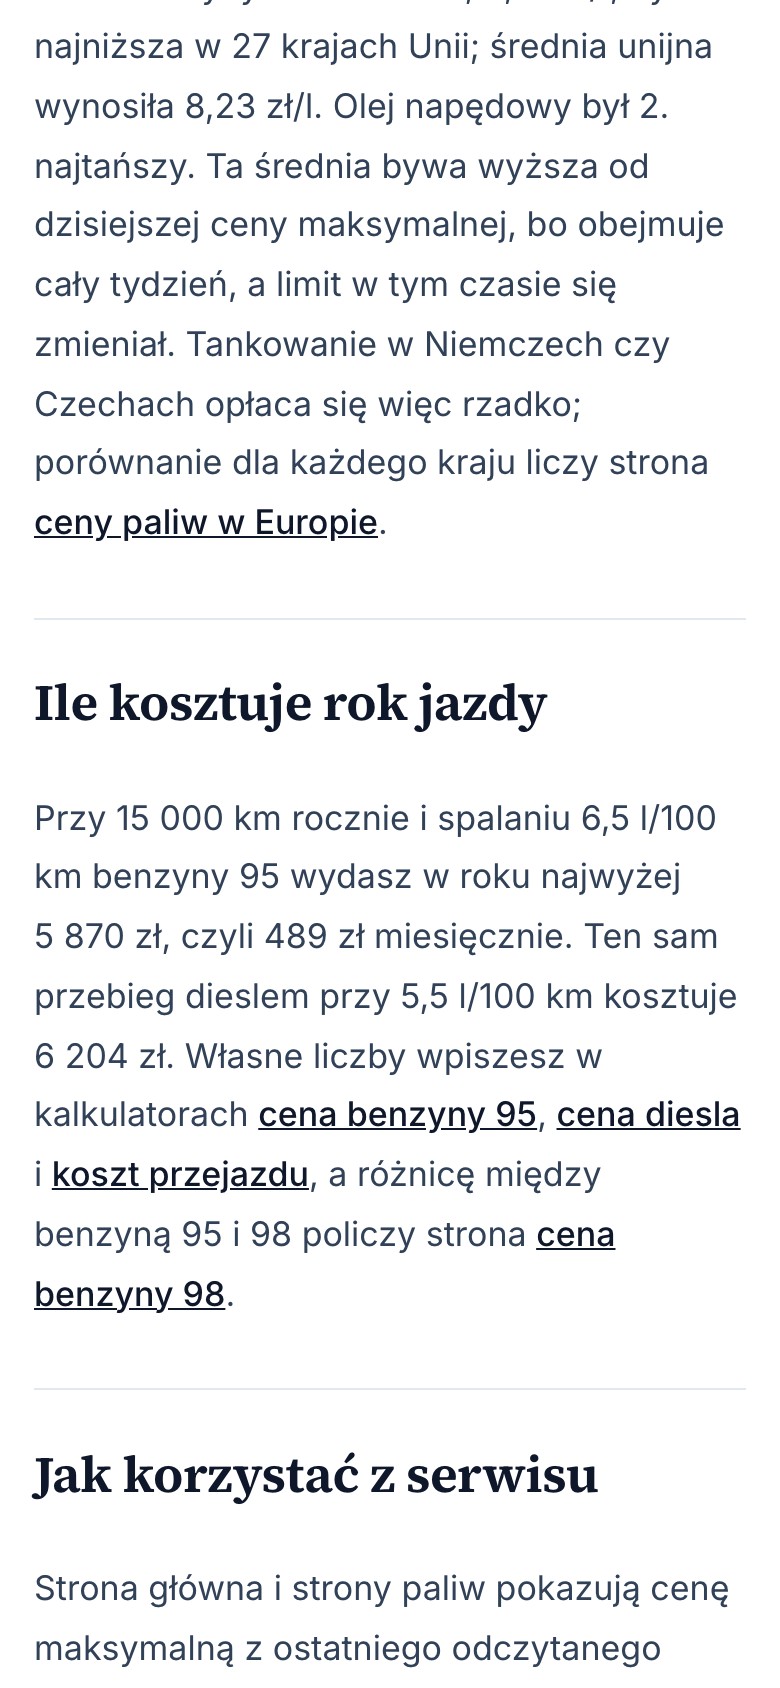 najniższa w 27 krajach Unii; średnia unijna
wynosiła 8,23 zł/l. Olej napędowy był 2.
najtańszy. Ta średnia bywa wyższa od
dzisiejszej ceny maksymalnej, bo obejmuje
cały tydzień, a limit w tym czasie się
zmieniał. Tankowanie w Niemczech czy
Czechach opłaca się więc rzadko;
porównanie dla każdego kraju liczy strona
ceny paliw w Europie.
Ile kosztuje rok jazdy
Przy 15 000 km rocznie i spalaniu 6,5 l/100
km benzyny 95 wydasz w roku najwyżej
5 870 zł, czyli 489 zł miesięcznie. Ten sam
przebieg dieslem przy 5,5 l/100 km kosztuje
6 204 zł. Własne liczby wpiszesz w
kalkulatorach cena benzyny 95, cena diesla
i koszt przejazdu, a różnicę między
benzyną 95 i 98 policzy strona cena
benzyny 98.
Jak korzystać z serwisu
Strona główna i strony paliw pokazują cenę
maksymalną z ostatniego odczytanego